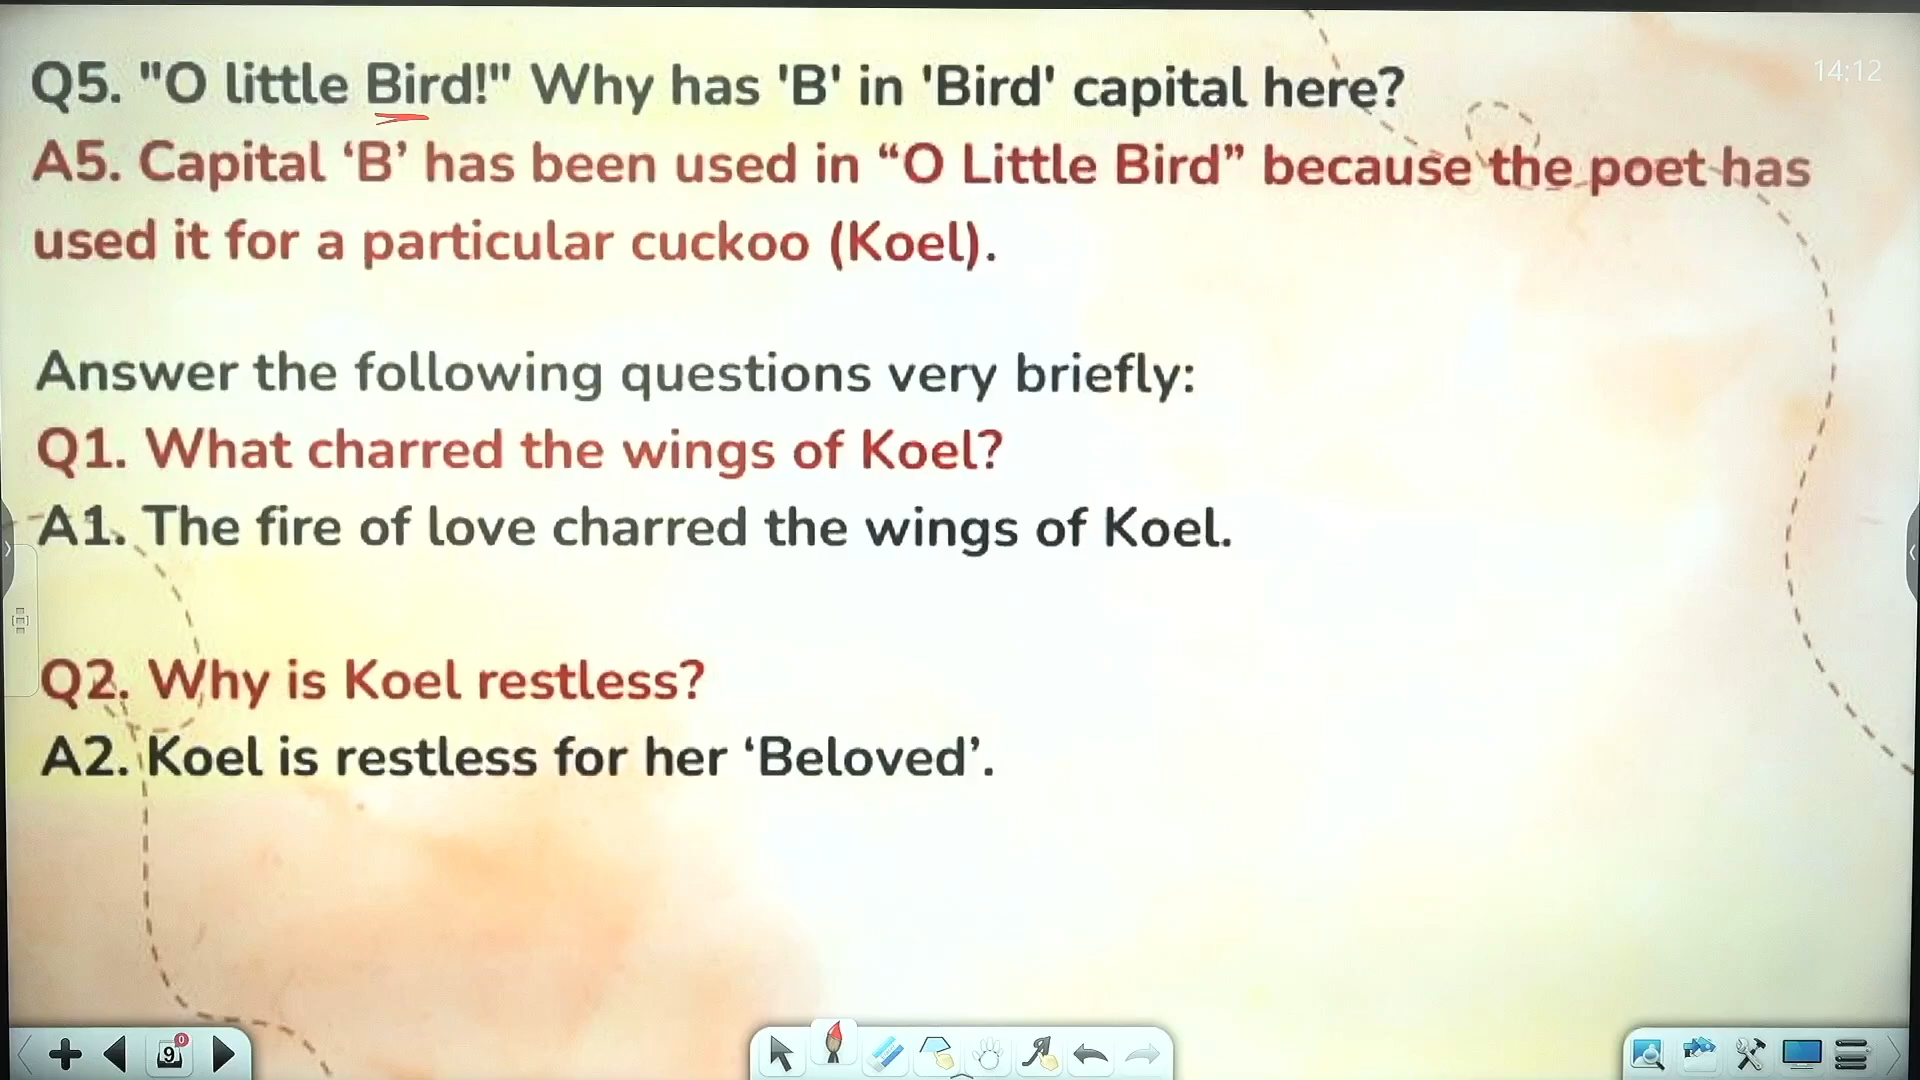 14:12
Q5. "O little Bird!" Why has 'B' in 'Bird' capital here?
A5. Capital ‘B’ has been used in “O Little Bird” because the poet has
used it for a particular cuckoo (Koel).
Answer the following questions very briefly:
Q1. What charred the wings of Koel?
A1. The fire of love charred the wings of Koel.
Q2. Why is Koel restless?
A2. Koel is restless for her ‘Beloved’.
9
0